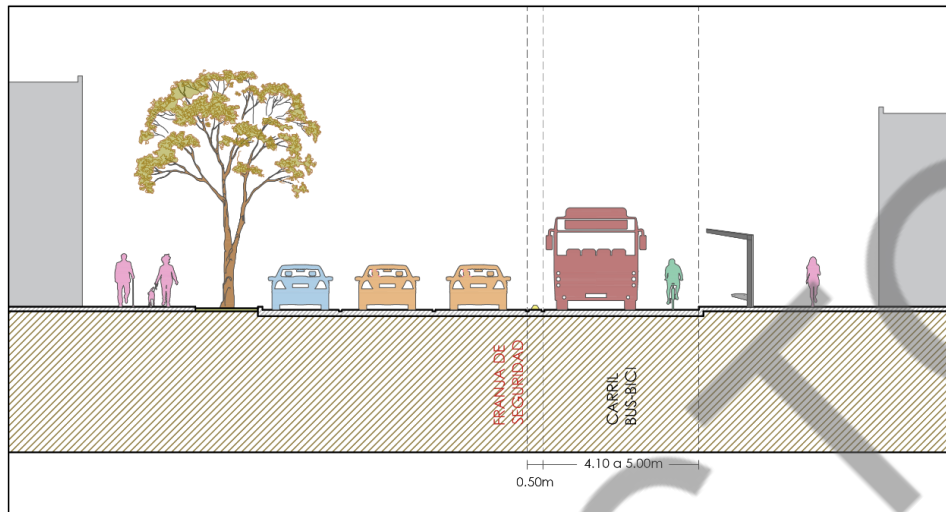 FRANJA DE
SEGURIDAD
CARRIL
BUS-BICI
4.10 a 5.00m
0.50m